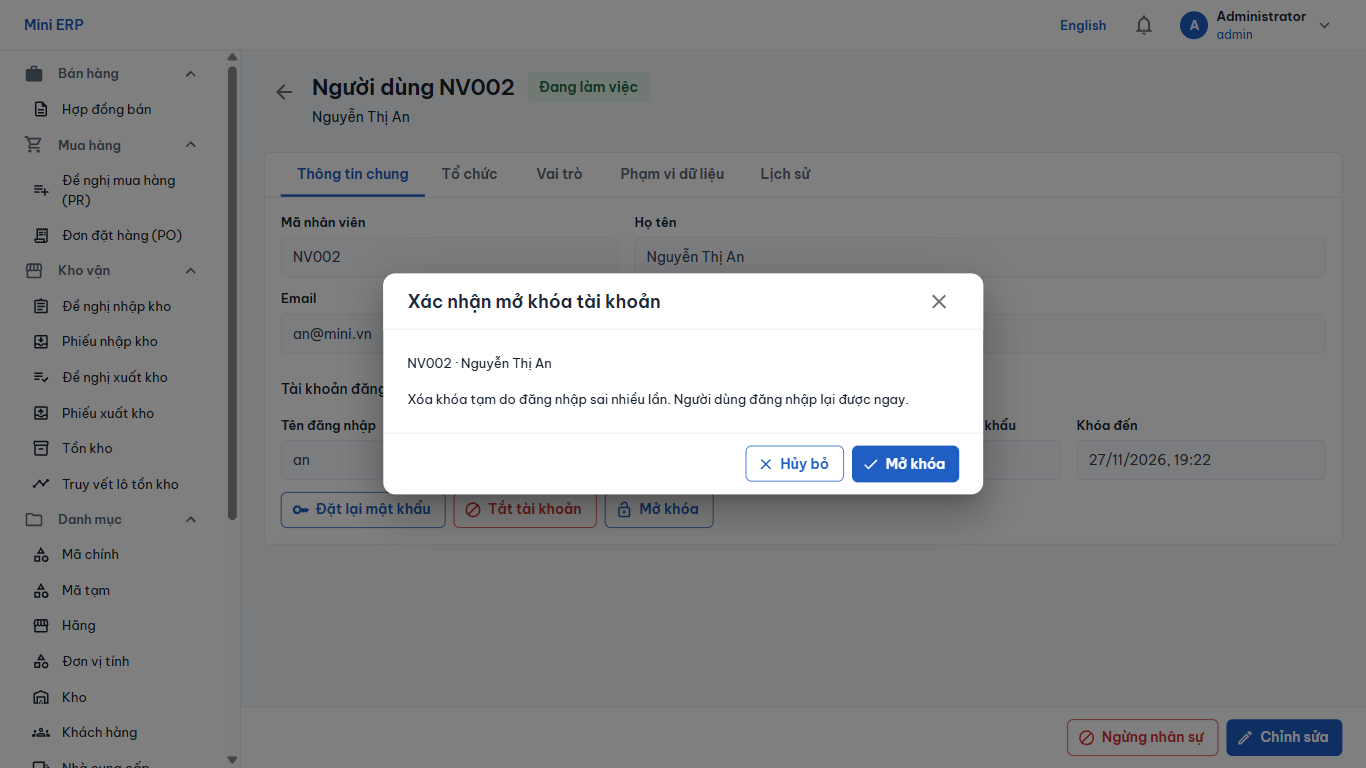 Mini ERP
English
A
Administrator
admin
Bán hàng
Hợp đồng bán
Mua hàng
Đề nghị mua hàng
(PR)
Đơn đặt hàng (PO)
Kho vận
Đề nghị nhập kho
Phiếu nhập kho
Đề nghị xuất kho
Phiếu xuất kho
Tồn kho
Truy vết lô tồn kho
Danh mục
Mã chính
Mã tạm
Hãng
Đơn vị tính
Kho
Khách hàng
Nhà cung cấp
Người dùng NV002
Đang làm việc
Nguyễn Thị An
Thông tin chung
Tổ chức
Vai trò
Phạm vi dữ liệu
Lịch sử
Mã nhân viên
Họ tên
NV002
Nguyễn Thị An
Email
an@mini.vn
Xác nhận mở khóa tài khoản
NV002 · Nguyễn Thị An
Xóa khóa tạm do đăng nhập sai nhiều lần. Người dùng đăng nhập lại được ngay.
Hủy bỏ
Mở khóa
Tài khoản đăng
Tên đăng nhập
khẩu
Khóa đến
an
27/11/2026, 19:22
Đặt lại mật khẩu
Tắt tài khoản
Mở khóa
Ngừng nhân sự
Chỉnh sửa